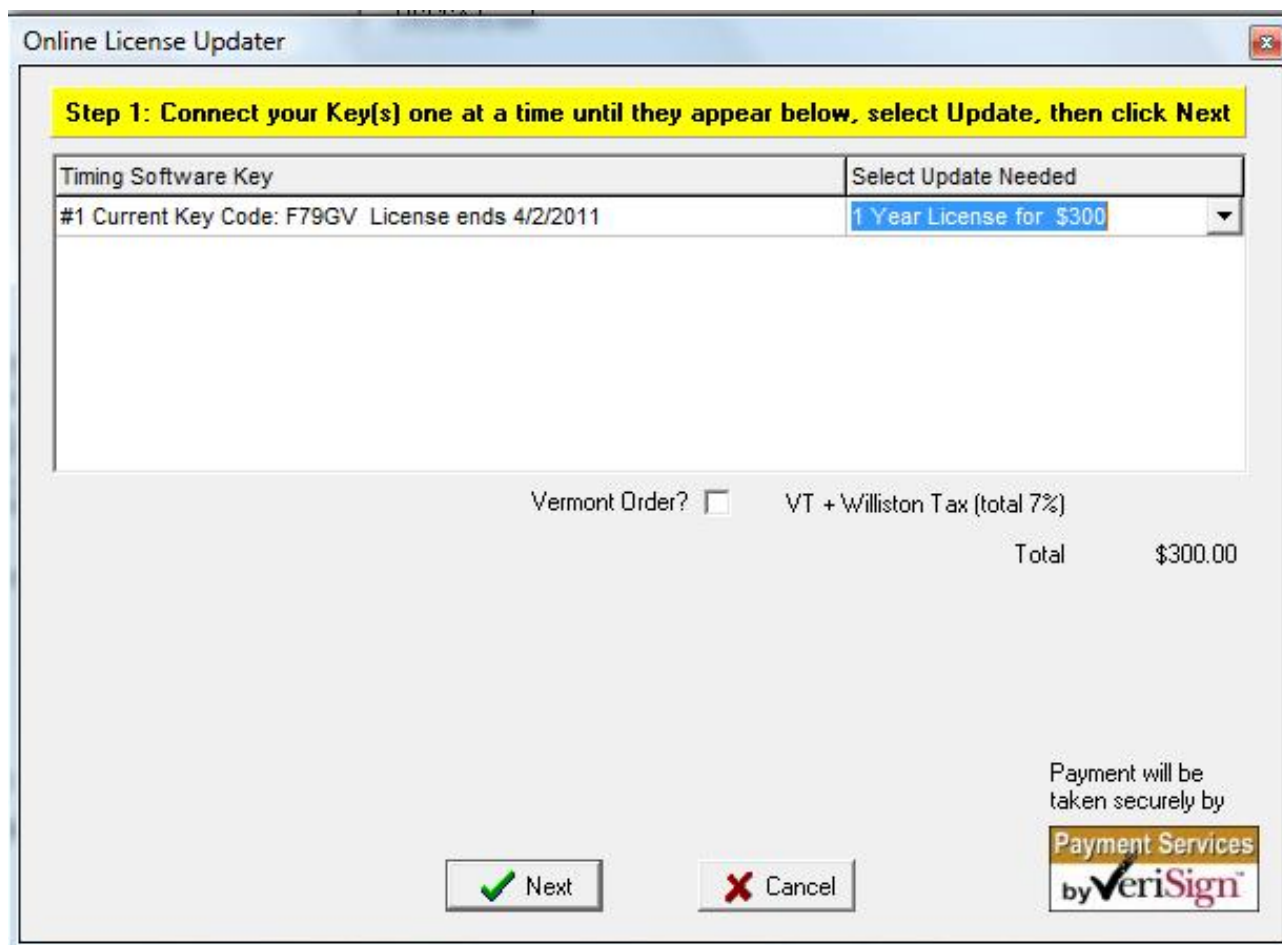 Online License Updater
Step 1: Connect your Key(s) one at a time until they appear below, select Update, then click Next
Timing Software Key Select Update Needed
#1 Current Key Code: F79GV License ends 4/2/2011 1 Year License for $300
Vermont Order? VT + Williston Tax (total 7%)
Total $300.00
Payment will be
taken securely by
Payment Services
by VeriSign
Next Cancel